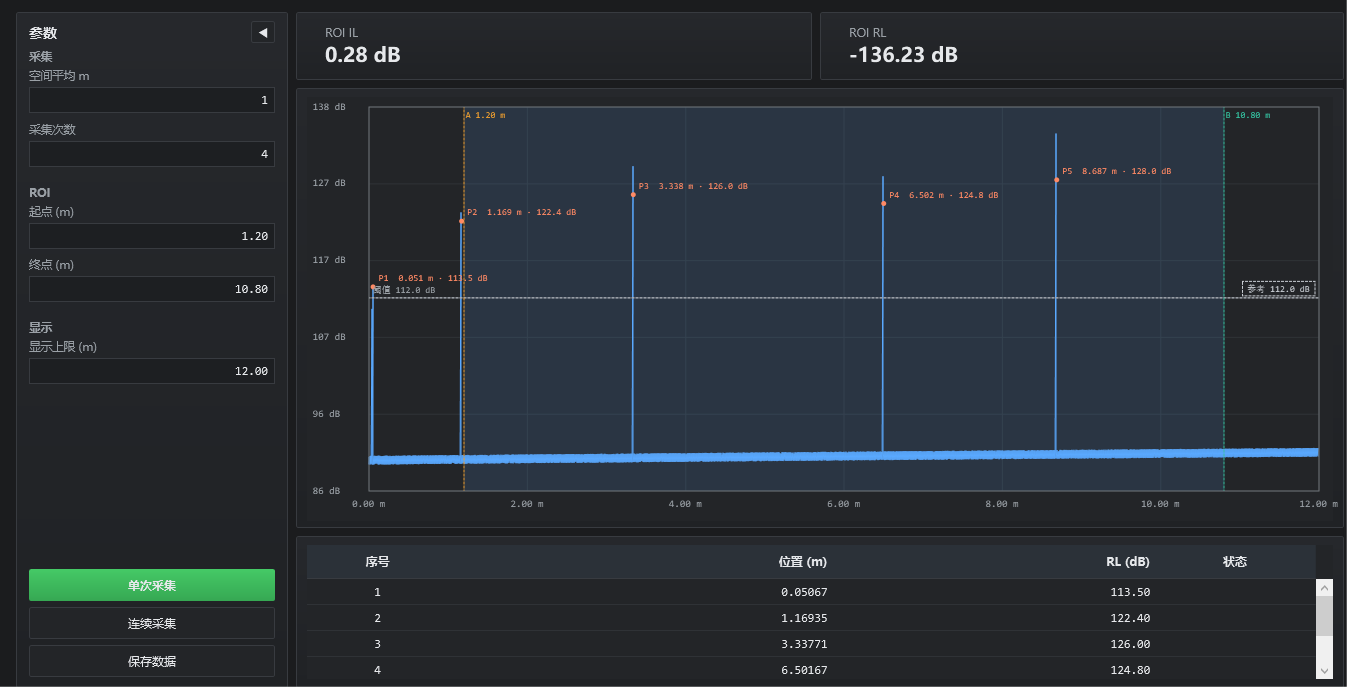 参数
◀
采集
空间平均 m
1
采集次数
4
ROI
起点 (m)
1.20
终点 (m)
10.80
显示
显示上限 (m)
12.00
单次采集
连续采集
保存数据
ROI IL
0.28 dB
ROI RL
-136.23 dB
138 dB
127 dB
117 dB
107 dB
96 dB
86 dB
A 1.20 m
B 10.80 m
P1 0.051 m · 113.5 dB
P2 1.169 m · 122.4 dB
P3 3.338 m · 126.0 dB
P4 6.502 m · 124.8 dB
P5 8.687 m · 128.0 dB
阈值 112.0 dB
参考 112.0 dB
0.00 m 2.00 m 4.00 m 6.00 m 8.00 m 10.00 m 12.00 m
序号 位置 (m) RL (dB) 状态
1 0.05067 113.50
2 1.16935 122.40
3 3.33771 126.00
4 6.50167 124.80